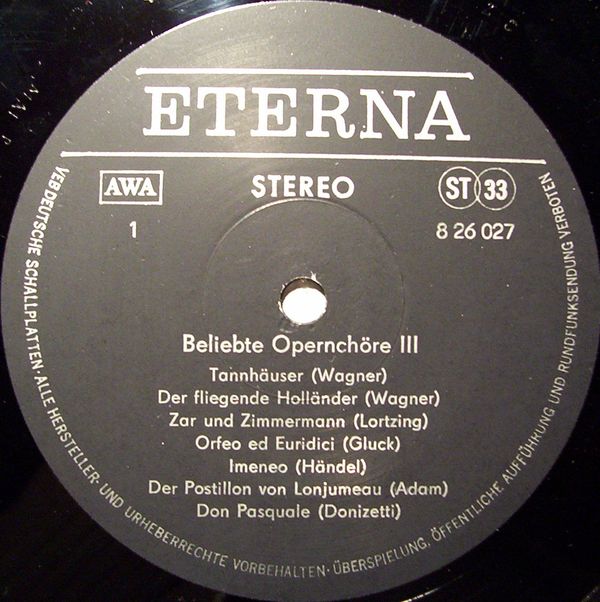 ETERNA
AWA STEREO ST 33
1 8 26 027
Beliebte Opernchöre III
Tannhäuser (Wagner)
Der fliegende Holländer (Wagner)
Zar und Zimmermann (Lortzing)
Orfeo ed Euridici (Gluck)
Imeneo (Händel)
Der Postillon von Lonjumeau (Adam)
Don Pasquale (Donizetti)
VEB DEUTSCHE SCHALLPLATTEN · ALLE HERSTELLER- UND URHEBERRECHTE VORBEHALTEN · ÜBERSPIELUNG, ÖFFENTLICHE AUFFÜHRUNG UND RUNDFUNKSENDUNG VERBOTEN